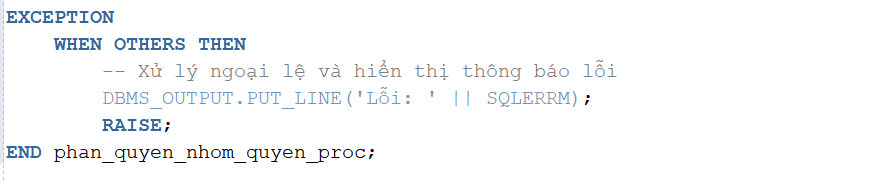 EXCEPTION
WHEN OTHERS THEN
-- Xử lý ngoại lệ và hiển thị thông báo lỗi
DBMS_OUTPUT.PUT_LINE('Lỗi: ' || SQLERRM);
RAISE;
END phan_quyen_nhom_quyen_proc;